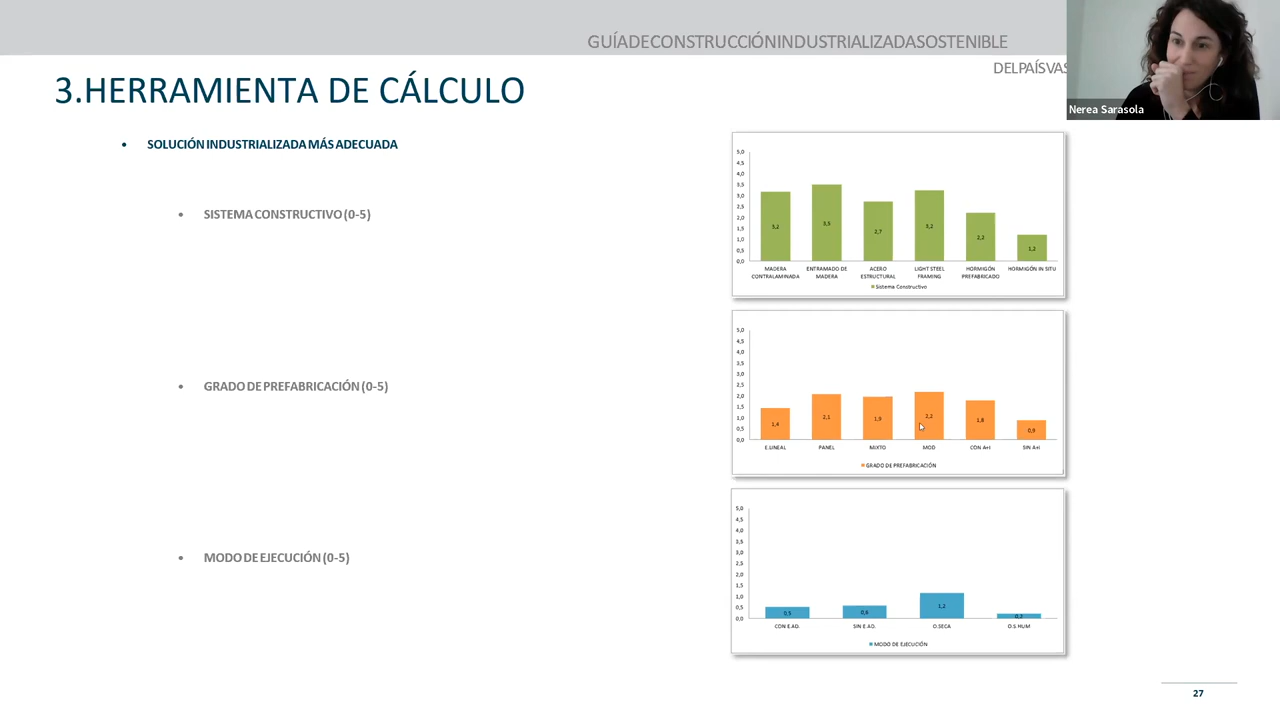 GUÍADECONSTRUCCIÓNINDUSTRIALIZADASOSTENIBLE
DELPAÍSVAS
Nerea Sarasola
3.HERRAMIENTA DE CÁLCULO
• SOLUCIÓN INDUSTRIALIZADA MÁS ADECUADA
• SISTEMA CONSTRUCTIVO (0-5)
5,0
4,5
4,0
3,5
3,0
2,5
2,0
1,5
1,0
0,5
0,0
3,2
3,5
2,7
3,2
2,2
1,2
MADERA CONTRALAMINADA
ENTRAMADO DE MADERA
ACERO ESTRUCTURAL
LIGHT STEEL FRAMING
HORMIGÓN PREFABRICADO
HORMIGÓN IN SITU
Sistema Constructivo
• GRADO DE PREFABRICACIÓN (0-5)
5,0
4,5
4,0
3,5
3,0
2,5
2,0
1,5
1,0
0,5
0,0
1,4
2,1
1,9
2,2
1,8
0,9
E.LINEAL
PANEL
MIXTO
MOD
CON A+I
SIN A+I
GRADO DE PREFABRICACIÓN
• MODO DE EJECUCIÓN (0-5)
5,0
4,5
4,0
3,5
3,0
2,5
2,0
1,5
1,0
0,5
0,0
0,5
0,6
1,2
0,2
CON E.AD.
SIN E.AD.
O.SECA
O.S HUM
MODO DE EJECUCIÓN
27